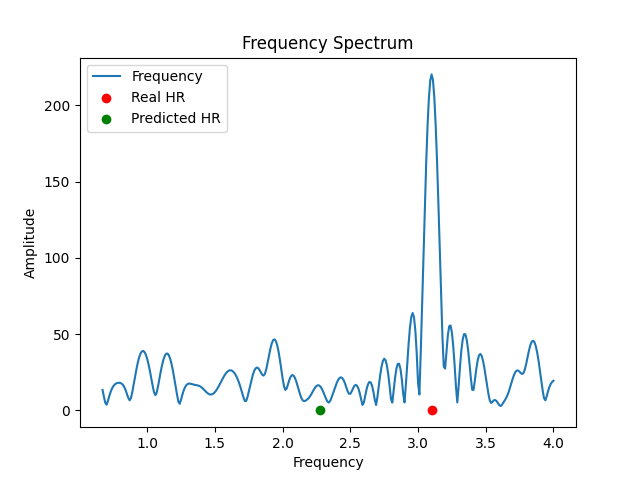 Frequency Spectrum
Frequency
Real HR
Predicted HR
Amplitude
200
150
100
50
0
1.0 1.5 2.0 2.5 3.0 3.5 4.0
Frequency